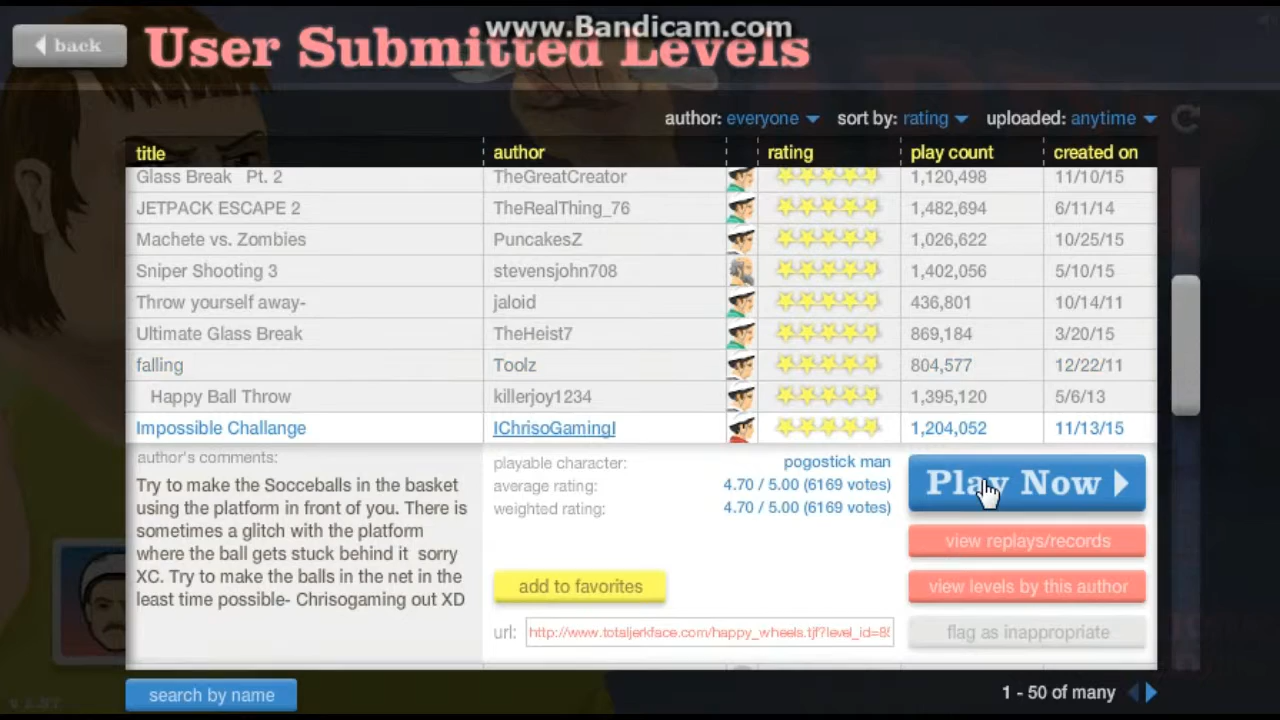 www.Bandicam.com
back
User Submitted Levels
author: everyone sort by: rating uploaded: anytime
title author rating play count created on
Glass Break Pt. 2 TheGreatCreator 1,120,498 11/10/15
JETPACK ESCAPE 2 TheRealThing_76 1,482,694 6/11/14
Machete vs. Zombies PuncakesZ 1,026,622 10/25/15
Sniper Shooting 3 stevensjohn708 1,402,056 5/10/15
Throw yourself away- jaloid 436,801 10/14/11
Ultimate Glass Break TheHeist7 869,184 3/20/15
falling Toolz 804,577 12/22/11
Happy Ball Throw killerjoy1234 1,395,120 5/6/13
Impossible Challange IChrisoGamingI 1,204,052 11/13/15
author's comments:
Try to make the Socceballs in the basket
using the platform in front of you. There is
sometimes a glitch with the platform
where the ball gets stuck behind it sorry
XC. Try to make the balls in the net in the
least time possible- Chrisogaming out XD
playable character: pogostick man
average rating: 4.70 / 5.00 (6169 votes)
weighted rating: 4.70 / 5.00 (6169 votes)
add to favorites
url: http://www.totaljerkface.com/happy_wheels.tjf?level_id=8
Play Now
view replays/records
view levels by this author
flag as inappropriate
search by name
1 - 50 of many